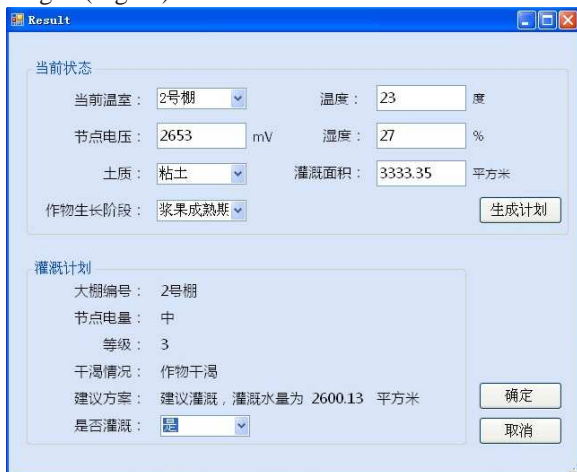 Result
当前状态
当前温室： 2号棚 温度： 23 度
节点电压： 2653 mV 湿度： 27 %
土质： 粘土 灌溉面积： 3333.35 平方米
作物生长阶段： 浆果成熟期 生成计划
灌溉计划
大棚编号： 2号棚
节点电量： 中
等级： 3
干渴情况： 作物干渴
建议方案： 建议灌溉，灌溉水量为 2600.13 平方米 确定
是否灌溉： 是 取消